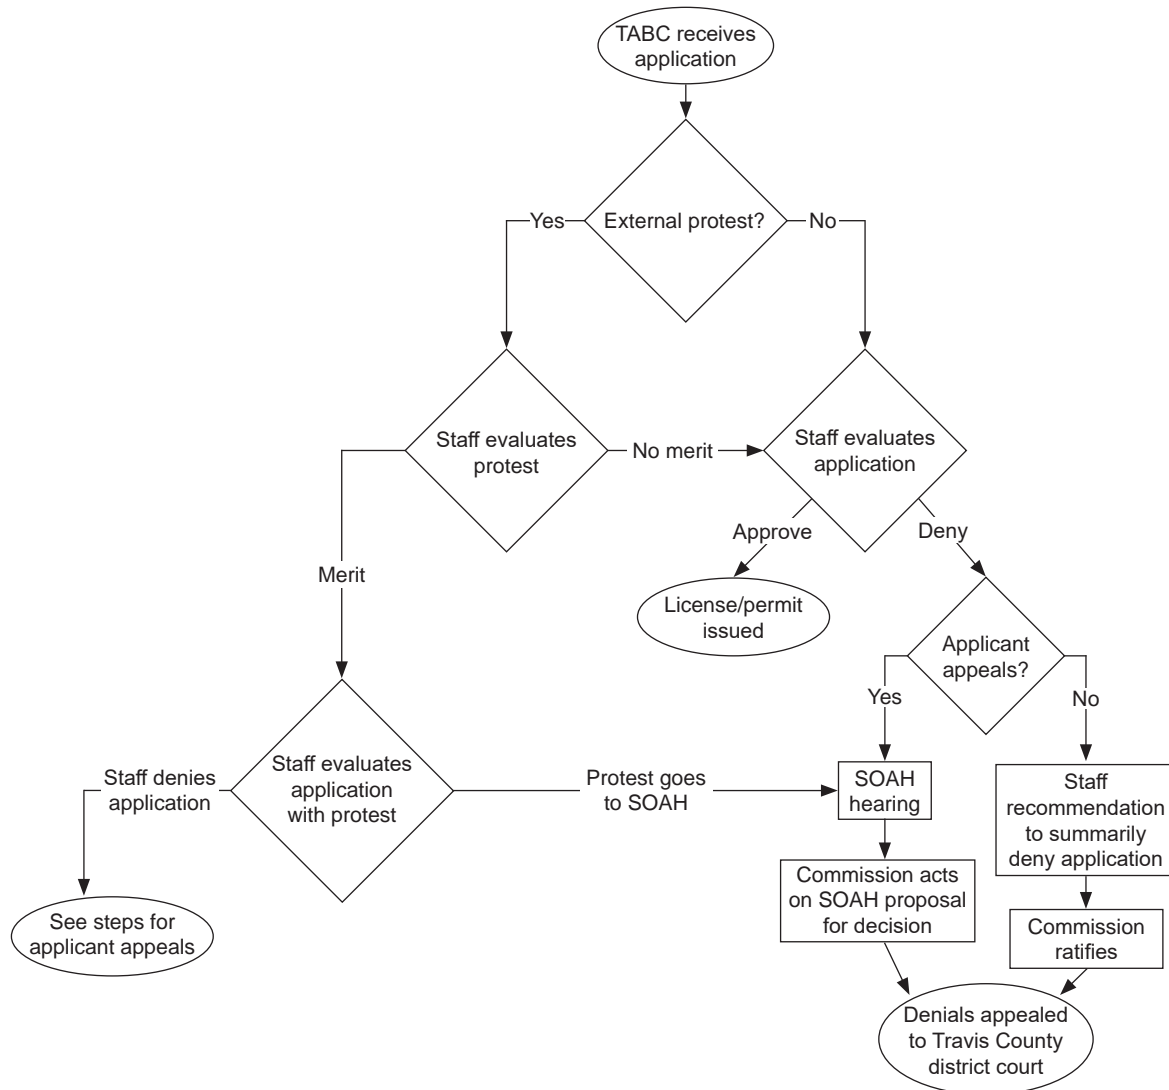 TABC receives
application
External protest?
Yes
No
Staff evaluates
protest
No merit
Staff evaluates
application
Approve
Deny
Merit
License/permit
issued
Applicant
appeals?
Yes
No
Staff denies
application
Staff evaluates
application
with protest
Protest goes
to SOAH
SOAH
hearing
Staff
recommendation
to summarily
deny application
Commission acts
on SOAH proposal
for decision
See steps for
applicant appeals
Commission
ratifies
Denials appealed
to Travis County
district court